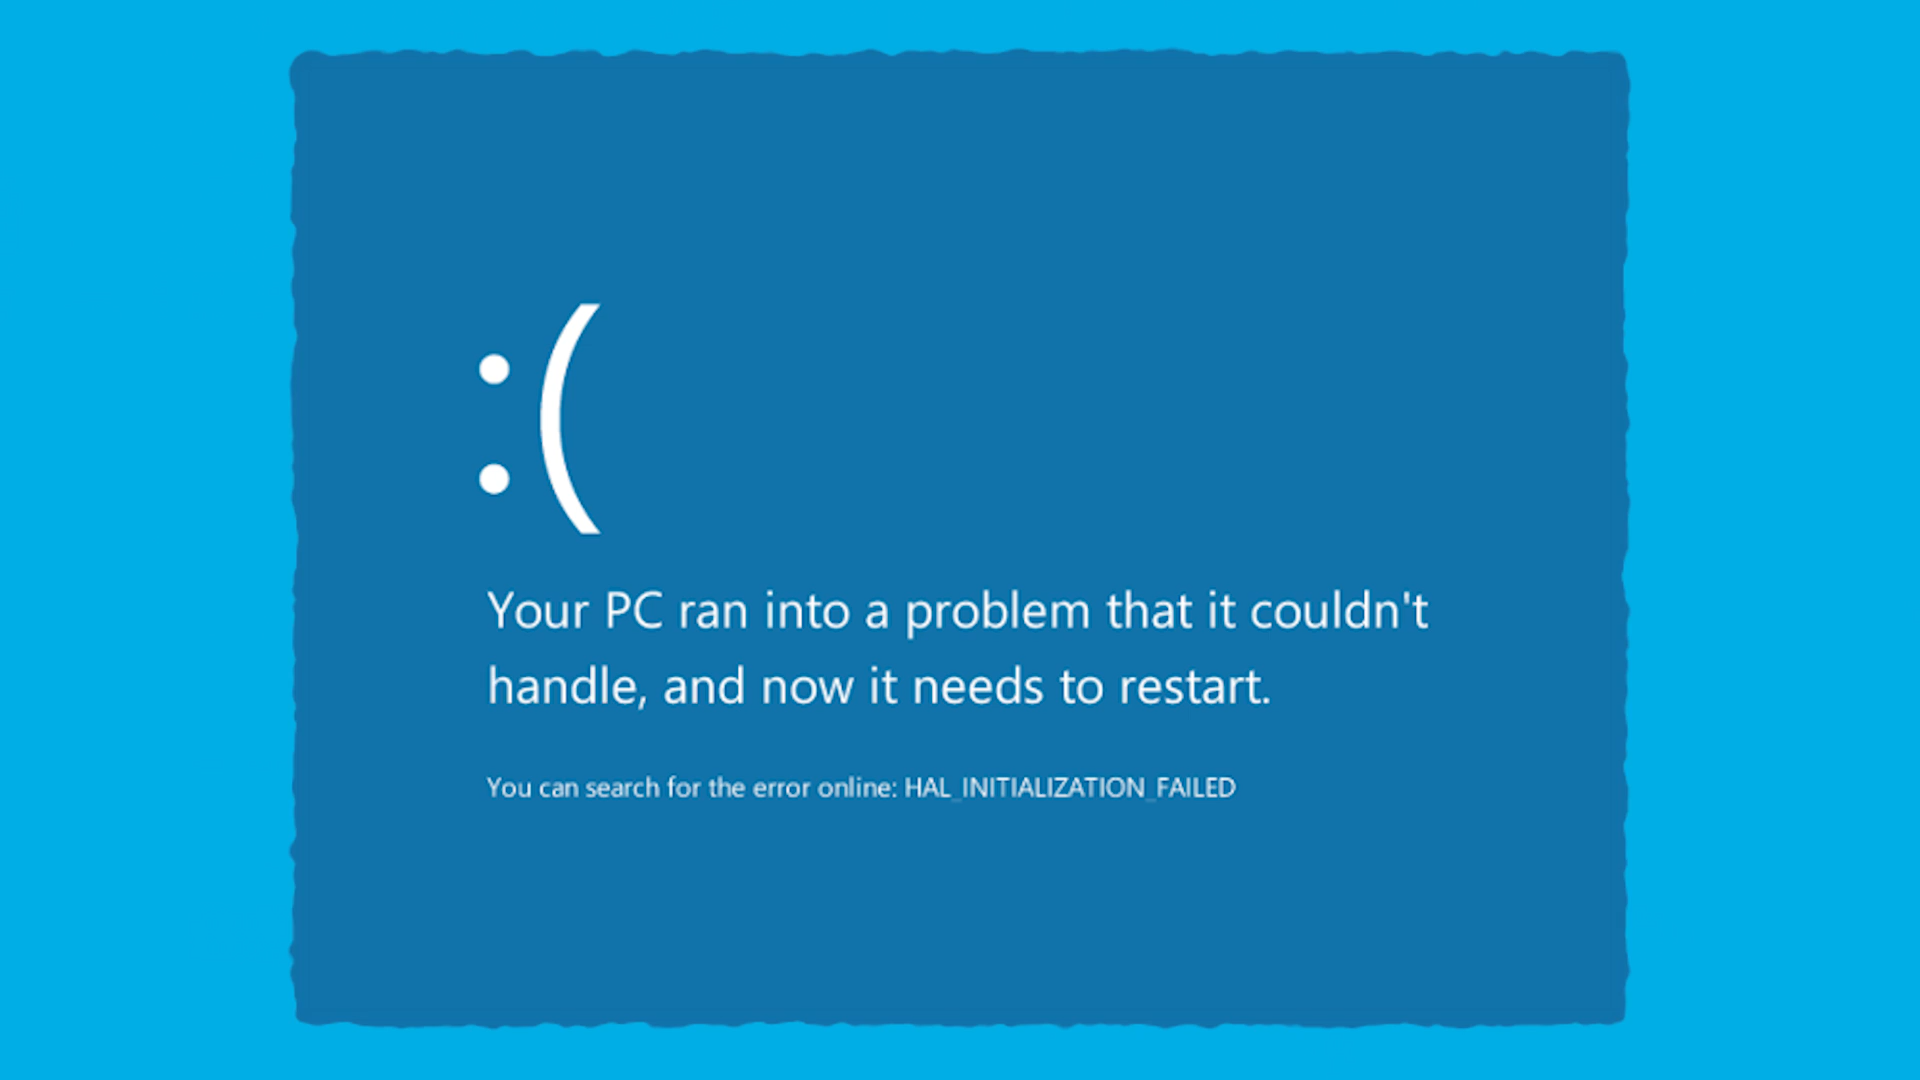 :(
Your PC ran into a problem that it couldn't
handle, and now it needs to restart.
You can search for the error online: HAL_INITIALIZATION_FAILED